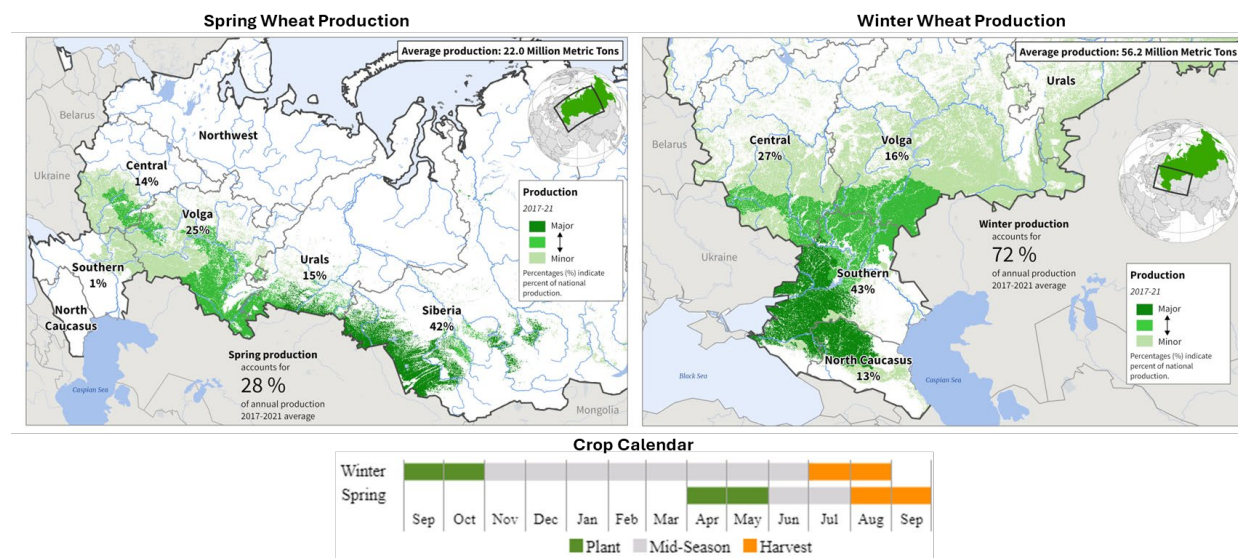 Spring Wheat Production
Average production: 22.0 Million Metric Tons
Belarus
Northwest
Ukraine
Central
14%
Volga
25%
Southern
1%
North
Caucasus
Urals
15%
Siberia
42%
Production
2017-21
Major
Minor
Percentages (%) indicate
percent of national
production.
Spring production
accounts for
28 %
of annual production
2017-2021 average
Caspian Sea
Mongolia
Winter Wheat Production
Average production: 56.2 Million Metric Tons
Urals
Belarus
Central
27%
Volga
16%
Ukraine
Southern
43%
North Caucasus
13%
Black Sea
Caspian Sea
Winter production
accounts for
72 %
of annual production
2017-2021 average
Production
2017-21
Major
Minor
Percentages (%) indicate
percent of national
production.
Crop Calendar
Winter
Spring
Sep Oct Nov Dec Jan Feb Mar Apr May Jun Jul Aug Sep
Plant Mid-Season Harvest